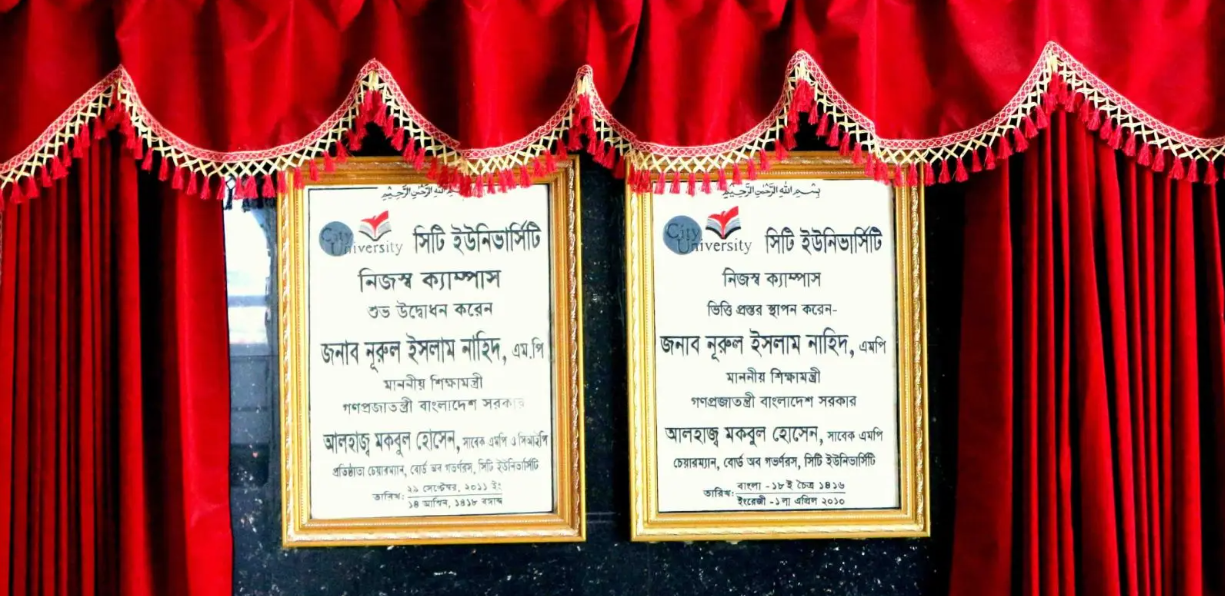 بسم الله الرحمن الرحيم
City University সিটি ইউনিভার্সিটি
নিজস্ব ক্যাম্পাস
শুভ উদ্বোধন করেন
জনাব নূরুল ইসলাম নাহিদ, এম.পি
মাননীয় শিক্ষামন্ত্রী
গণপ্রজাতন্ত্রী বাংলাদেশ সরকার
আলহাজ্ব মকবুল হোসেন, সাবেক এমপি ও সিআইপি
প্রতিষ্ঠাতা চেয়ারম্যান, বোর্ড অব গভর্ণরস, সিটি ইউনিভার্সিটি
তারিখ: ২৯ সেপ্টেম্বর, ২০১১ ইং
১৪ আশ্বিন, ১৪১৮ বঙ্গাব্দ
بسم الله الرحمن الرحيم
City University সিটি ইউনিভার্সিটি
নিজস্ব ক্যাম্পাস
ভিত্তি প্রস্তর স্থাপন করেন-
জনাব নূরুল ইসলাম নাহিদ, এমপি
মাননীয় শিক্ষামন্ত্রী
গণপ্রজাতন্ত্রী বাংলাদেশ সরকার
আলহাজ্ব মকবুল হোসেন, সাবেক এমপি
চেয়ারম্যান, বোর্ড অব গভর্ণরস, সিটি ইউনিভার্সিটি
তারিখ: বাংলা -১৮ই চৈত্র ১৪১৬
ইংরেজী -১লা এপ্রিল ২০১০